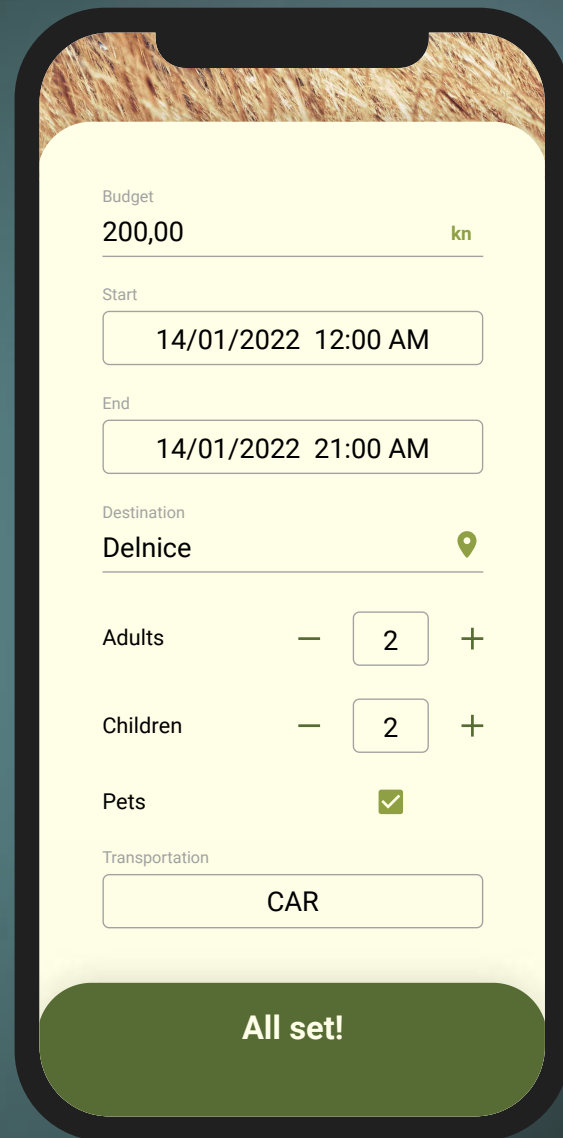 Budget
200,00 kn
Start
14/01/2022 12:00 AM
End
14/01/2022 21:00 AM
Destination
Delnice
Adults 2
Children 2
Pets
Transportation
CAR
All set!